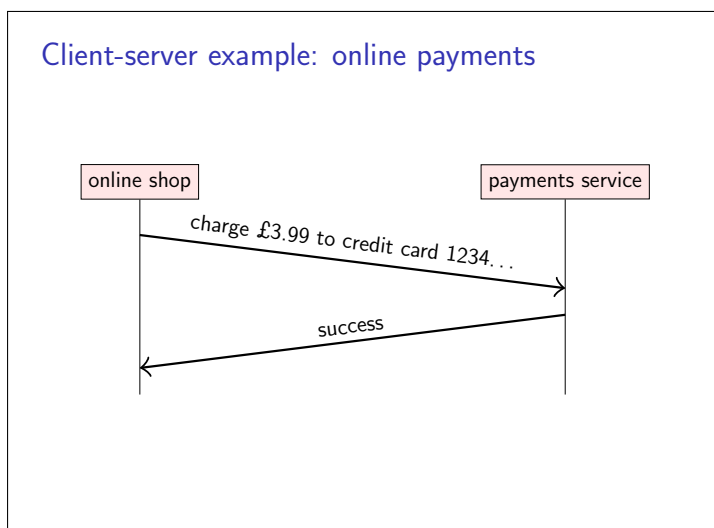 Client-server example: online payments
online shop
payments service
charge £3.99 to credit card 1234...
success